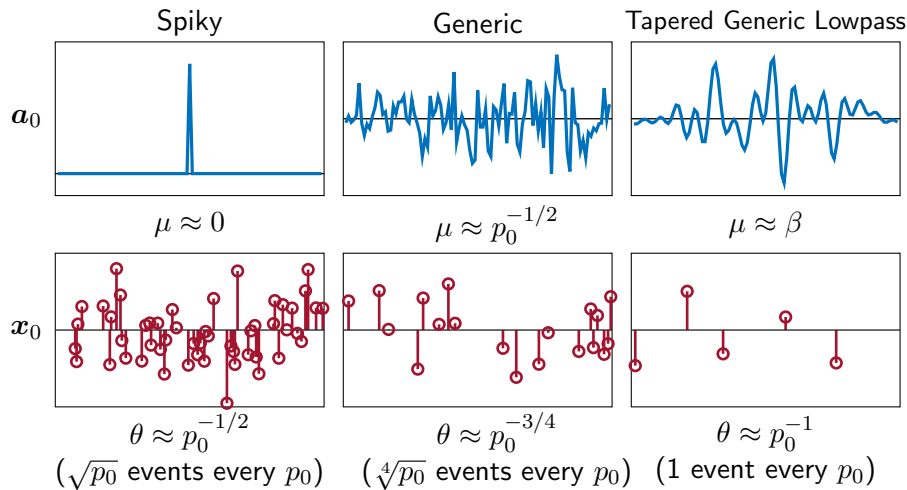 Spiky Generic Tapered Generic Lowpass
a₀
μ ≈ 0 μ ≈ p₀^{-1/2} μ ≈ β
x₀
θ ≈ p₀^{-1/2} θ ≈ p₀^{-3/4} θ ≈ p₀^{-1}
(√p₀ events every p₀) (∜p₀ events every p₀) (1 event every p₀)